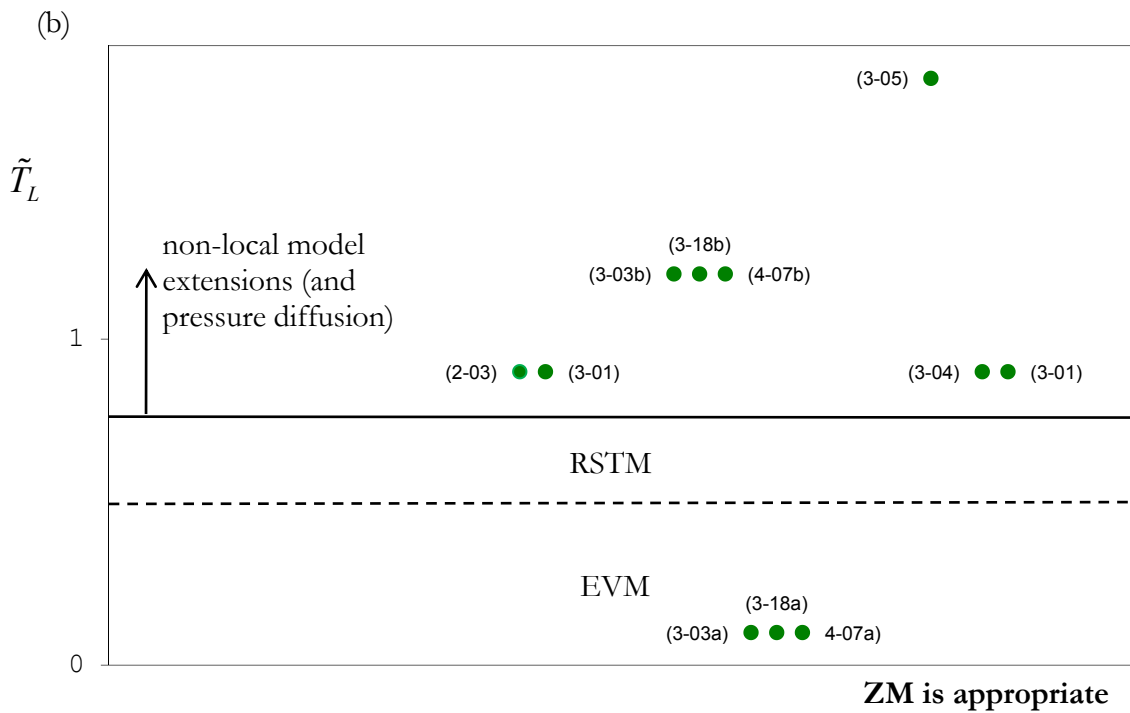 (b)
(3-05)
T̃_L
non-local model
extensions (and
pressure diffusion)
(3-18b)
(3-03b) (4-07b)
1
(2-03) (3-01) (3-04) (3-01)
RSTM
EVM
(3-18a)
(3-03a) 4-07a)
0
ZM is appropriate